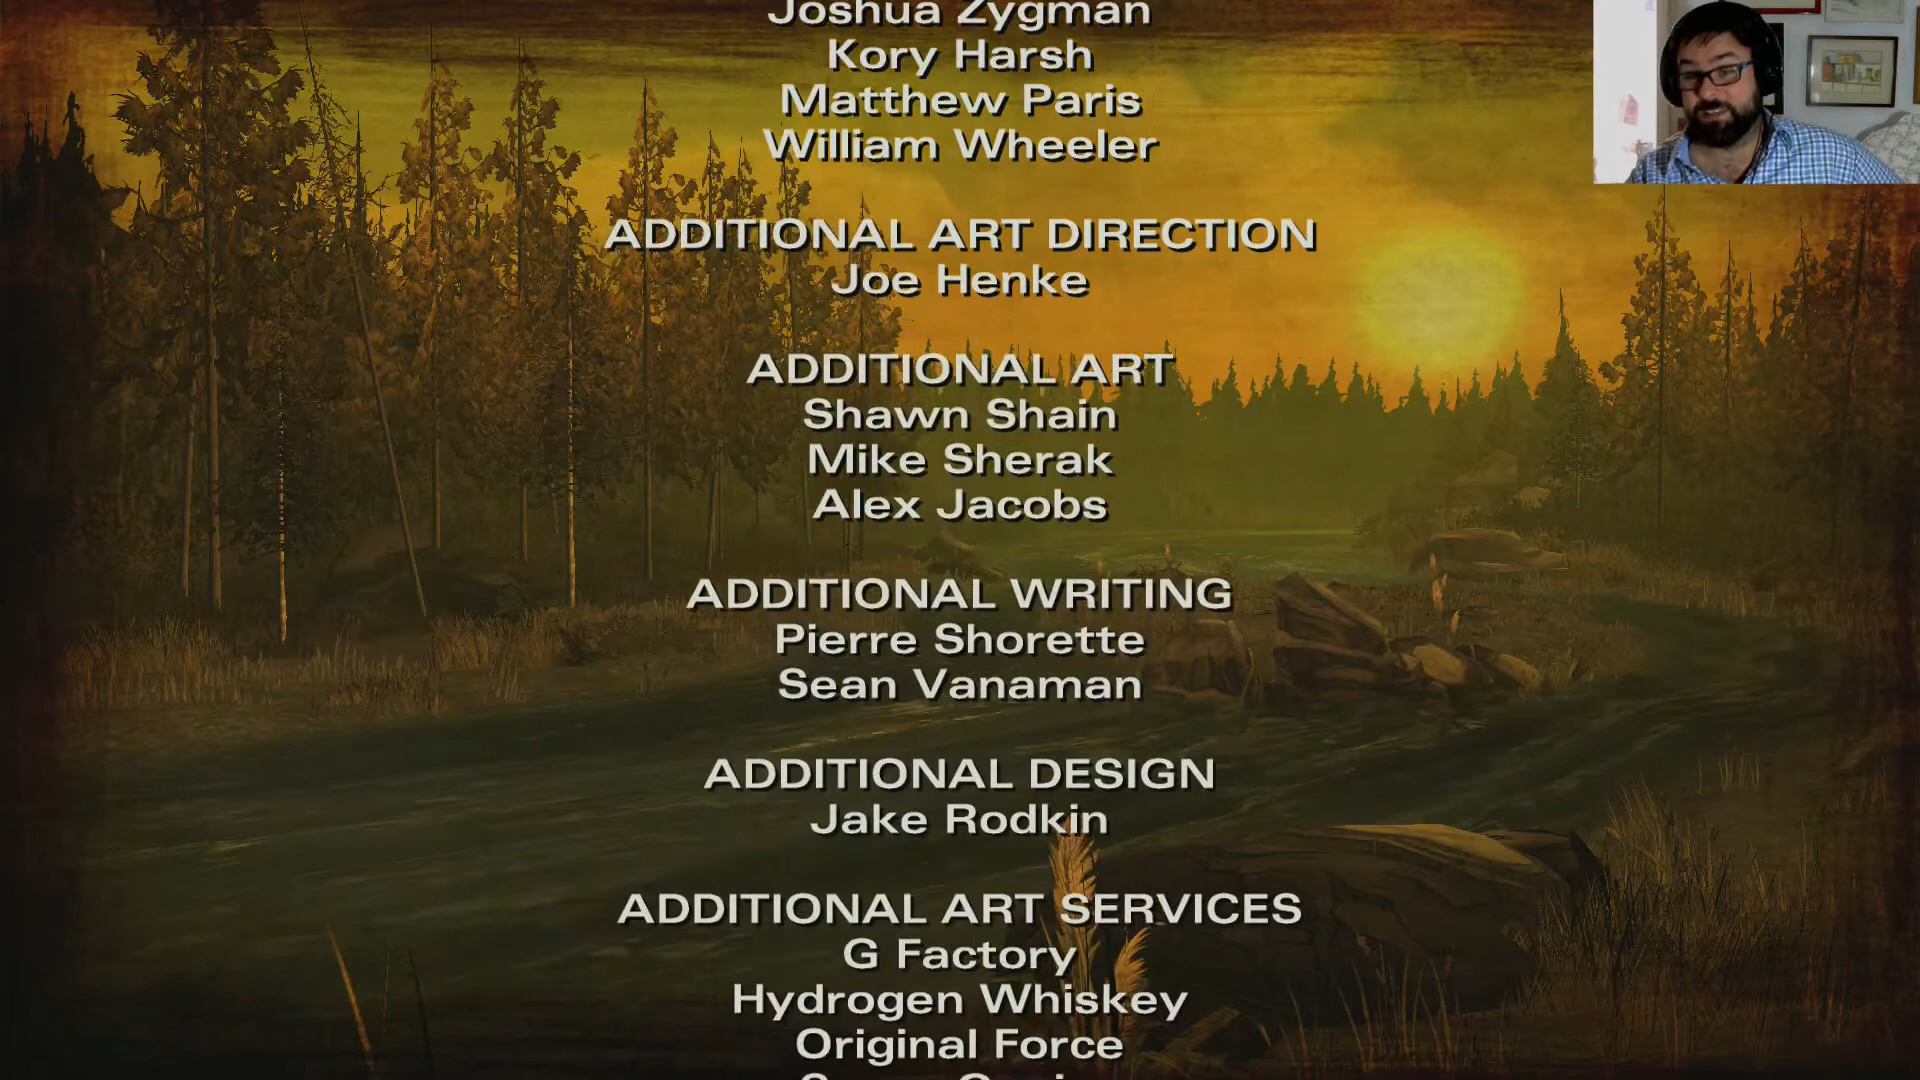 Joshua Zygman
Kory Harsh
Matthew Paris
William Wheeler
ADDITIONAL ART DIRECTION
Joe Henke
ADDITIONAL ART
Shawn Shain
Mike Sherak
Alex Jacobs
ADDITIONAL WRITING
Pierre Shorette
Sean Vanaman
ADDITIONAL DESIGN
Jake Rodkin
ADDITIONAL ART SERVICES
G Factory
Hydrogen Whiskey
Original Force